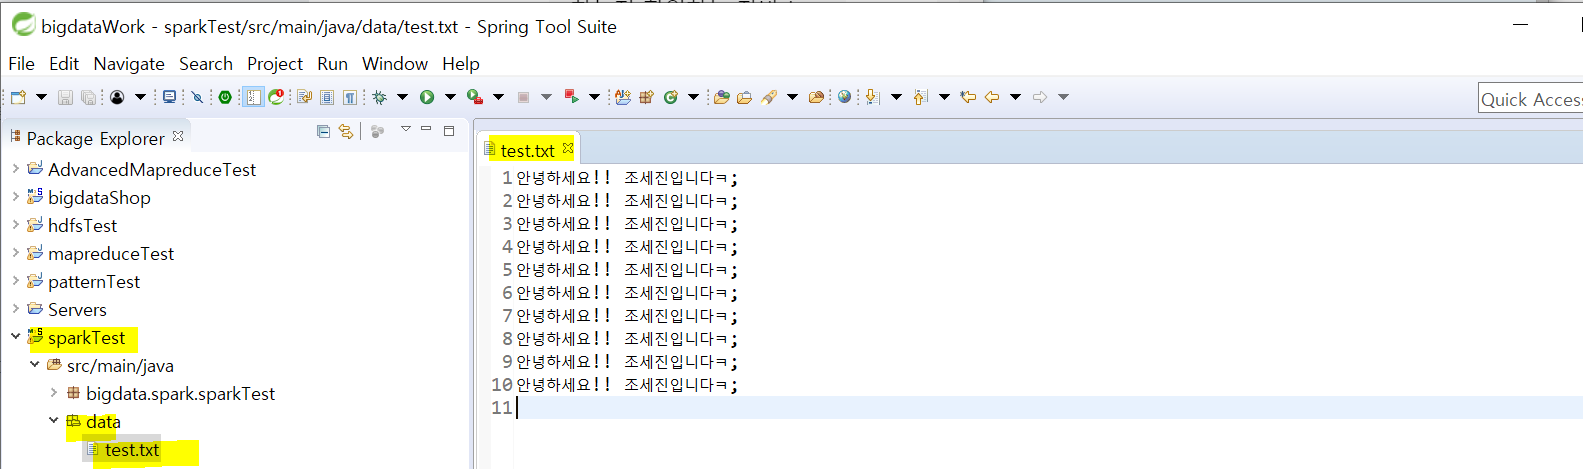 bigdataWork - sparkTest/src/main/java/data/test.txt - Spring Tool Suite
File Edit Navigate Search Project Run Window Help
Quick Access
Package Explorer
AdvancedMapreduceTest
bigdataShop
hdfsTest
mapreduceTest
patternTest
Servers
sparkTest
src/main/java
bigdata.spark.sparkTest
data
test.txt
test.txt
1 안녕하세요!! 조세진입니다ㅋ;
2 안녕하세요!! 조세진입니다ㅋ;
3 안녕하세요!! 조세진입니다ㅋ;
4 안녕하세요!! 조세진입니다ㅋ;
5 안녕하세요!! 조세진입니다ㅋ;
6 안녕하세요!! 조세진입니다ㅋ;
7 안녕하세요!! 조세진입니다ㅋ;
8 안녕하세요!! 조세진입니다ㅋ;
9 안녕하세요!! 조세진입니다ㅋ;
10 안녕하세요!! 조세진입니다ㅋ;
11